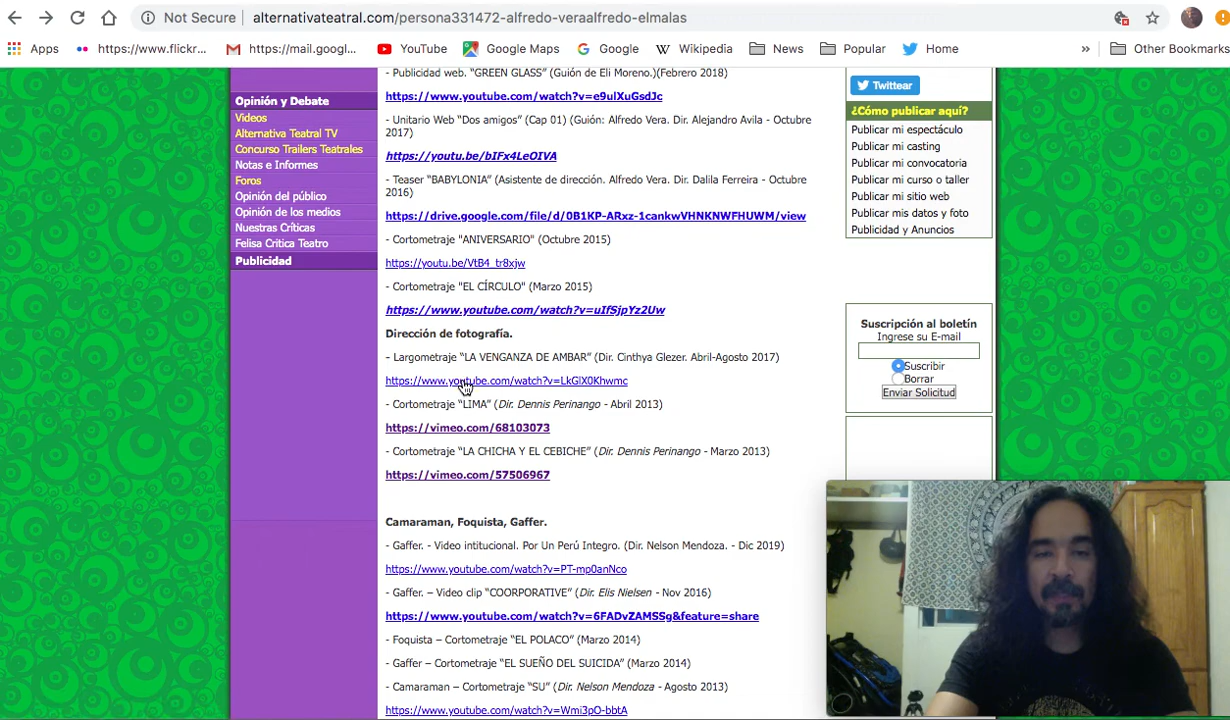 Not Secure
alternativateatral.com/persona331472-alfredo-veraalfredo-elmalas
Apps
https://www.flickr...
https://mail.googl...
YouTube
Google Maps
Google
Wikipedia
News
Popular
Home
»
Other Bookmarks
Opinión y Debate
Videos
Alternativa Teatral TV
Concurso Trailers Teatrales
Notas e Informes
Foros
Opinión del público
Opinión de los medios
Nuestras Críticas
Felisa Critica Teatro
Publicidad
- Publicidad web. “GREEN GLASS” (Guión de Eli Moreno.)(Febrero 2018)
https://www.youtube.com/watch?v=e9ulXuGsdJc
- Unitario Web “Dos amigos” (Cap 01) (Guión: Alfredo Vera. Dir. Alejandro Avila - Octubre
2017)
https://youtu.be/bIFx4LeOIVA
- Teaser “BABYLONIA” (Asistente de dirección. Alfredo Vera. Dir. Dalila Ferreira - Octubre
2016)
https://drive.google.com/file/d/0B1KP-ARxz-1cankwVHNKNWFHUWM/view
- Cortometraje "ANIVERSARIO" (Octubre 2015)
https://youtu.be/VtB4_tr8xjw
- Cortometraje "EL CÍRCULO" (Marzo 2015)
https://www.youtube.com/watch?v=uIfSjpYz2Uw
Dirección de fotografía.
- Largometraje “LA VENGANZA DE AMBAR” (Dir. Cinthya Glezer. Abril-Agosto 2017)
https://www.youtube.com/watch?v=LkGlX0Khwmc
- Cortometraje “LIMA” (Dir. Dennis Perinango - Abril 2013)
https://vimeo.com/68103073
- Cortometraje “LA CHICHA Y EL CEBICHE” (Dir. Dennis Perinango - Marzo 2013)
https://vimeo.com/57506967
Camaraman, Foquista, Gaffer.
- Gaffer. - Video intitucional. Por Un Perú Integro. (Dir. Nelson Mendoza. - Dic 2019)
https://www.youtube.com/watch?v=PT-mp0anNco
- Gaffer. – Video clip “COORPORATIVE” (Dir. Elis Nielsen - Nov 2016)
https://www.youtube.com/watch?v=6FADvZAMSSg&feature=share
- Foquista – Cortometraje “EL POLACO” (Marzo 2014)
- Gaffer – Cortometraje “EL SUEÑO DEL SUICIDA” (Marzo 2014)
- Camaraman – Cortometraje “SU” (Dir. Nelson Mendoza - Agosto 2013)
https://www.youtube.com/watch?v=Wmi3pO-bbtA
Twittear
¿Cómo publicar aquí?
Publicar mi espectáculo
Publicar mi casting
Publicar mi convocatoria
Publicar mi curso o taller
Publicar mi sitio web
Publicar mis datos y foto
Publicidad y Anuncios
Suscripción al boletín
Ingrese su E-mail
Suscribir
Borrar
Enviar Solicitud